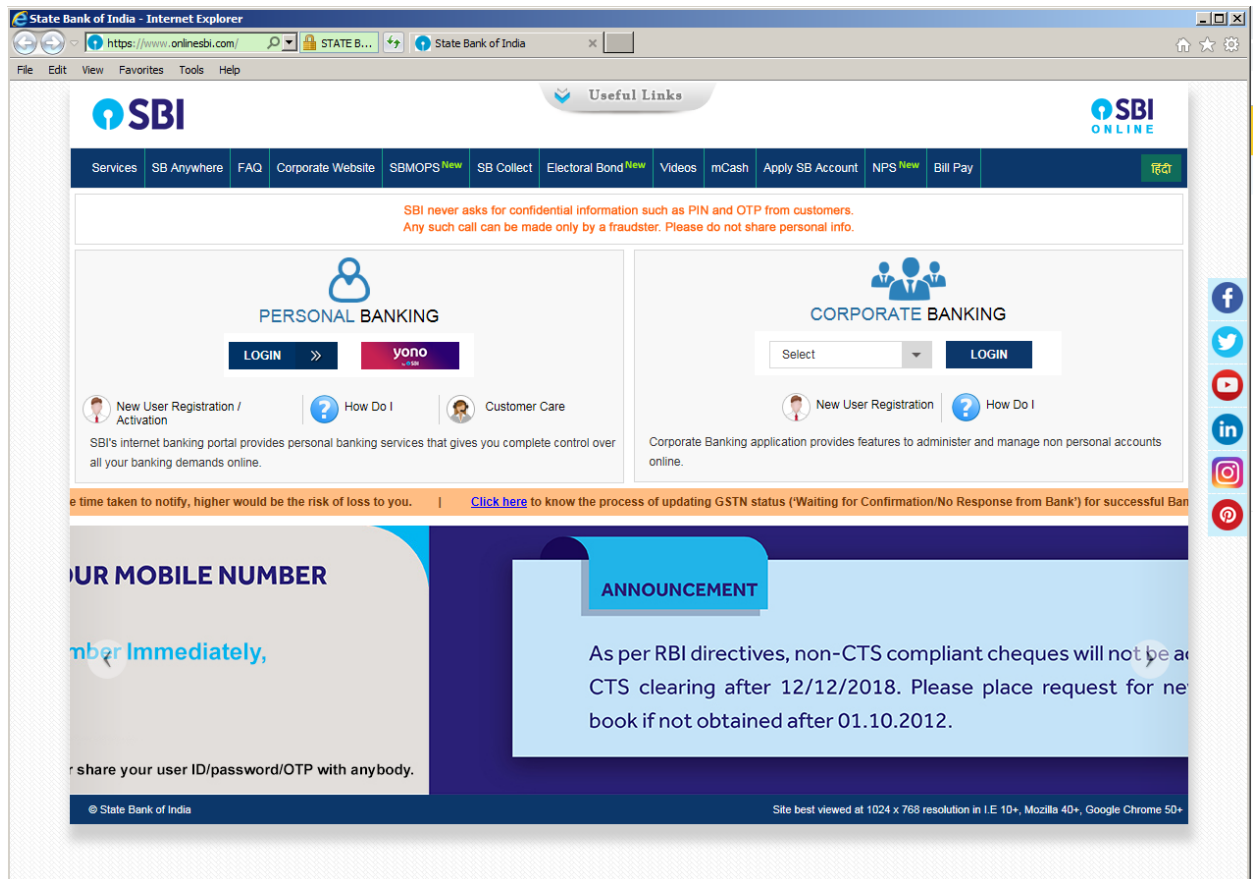 State Bank of India - Internet Explorer
https://www.onlinesbi.com/ STATE B... State Bank of India
File Edit View Favorites Tools Help
Useful Links
SBI
SBI
ONLINE
Services SB Anywhere FAQ Corporate Website SBMOPS New SB Collect Electoral Bond New Videos mCash Apply SB Account NPS New Bill Pay हिंदी
SBI never asks for confidential information such as PIN and OTP from customers.
Any such call can be made only by a fraudster. Please do not share personal info.
PERSONAL BANKING
LOGIN » yono
SBI
New User Registration /
Activation
How Do I
Customer Care
SBI's internet banking portal provides personal banking services that gives you complete control over
all your banking demands online.
CORPORATE BANKING
Select LOGIN
New User Registration How Do I
Corporate Banking application provides features to administer and manage non personal accounts
online.
e time taken to notify, higher would be the risk of loss to you. | Click here to know the process of updating GSTN status ('Waiting for Confirmation/No Response from Bank') for successful Ban
OUR MOBILE NUMBER
mber Immediately,
r share your user ID/password/OTP with anybody.
ANNOUNCEMENT
As per RBI directives, non-CTS compliant cheques will not be a
CTS clearing after 12/12/2018. Please place request for ne
book if not obtained after 01.10.2012.
© State Bank of India
Site best viewed at 1024 x 768 resolution in I.E 10+, Mozilla 40+, Google Chrome 50+